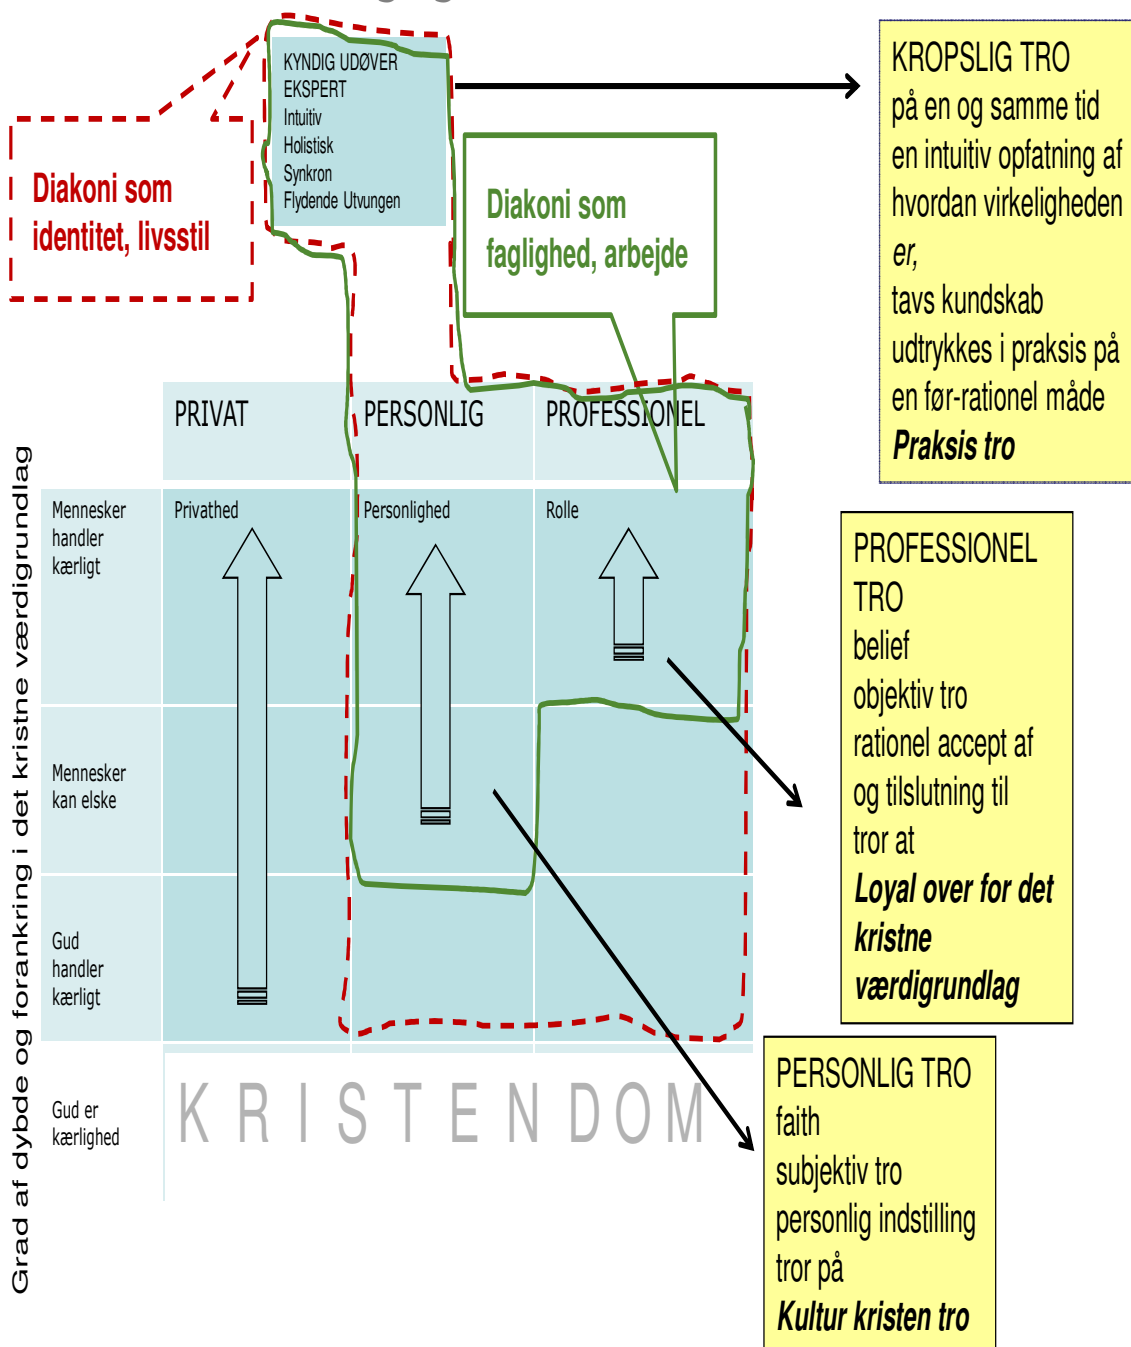 KYNDIG UDØVER
EKSPERT
Intuitiv
Holistisk
Synkron
Flydende Utvungen
Diakoni som
identitet, livsstil
Diakoni som
faglighed, arbejde
KROPSLIG TRO
på en og samme tid
en intuitiv opfatning af
hvordan virkeligheden
er,
tavs kundskab
udtrykkes i praksis på
en før-rationel måde
Praksis tro
Grad af dybde og forankring i det kristne værdigrundlag
PRIVAT
PERSONLIG
PROFESSIONEL
Mennesker
handler
kærligt
Privathed
Personlighed
Rolle
Mennesker
kan elske
Gud
handler
kærligt
Gud er
kærlighed
KRISTENDOM
PROFESSIONEL
TRO
belief
objektiv tro
rationel accept af
og tilslutning til
tror at
Loyal over for det
kristne
værdigrundlag
PERSONLIG TRO
faith
subjektiv tro
personlig indstilling
tror på
Kultur kristen tro